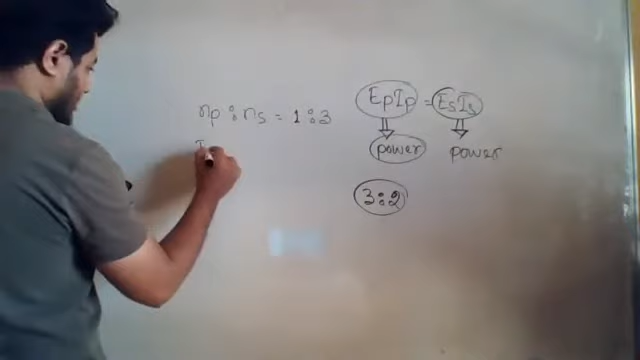 np : ns = 1 : 3
I
EpIp = EsIs
power power
3 : 2